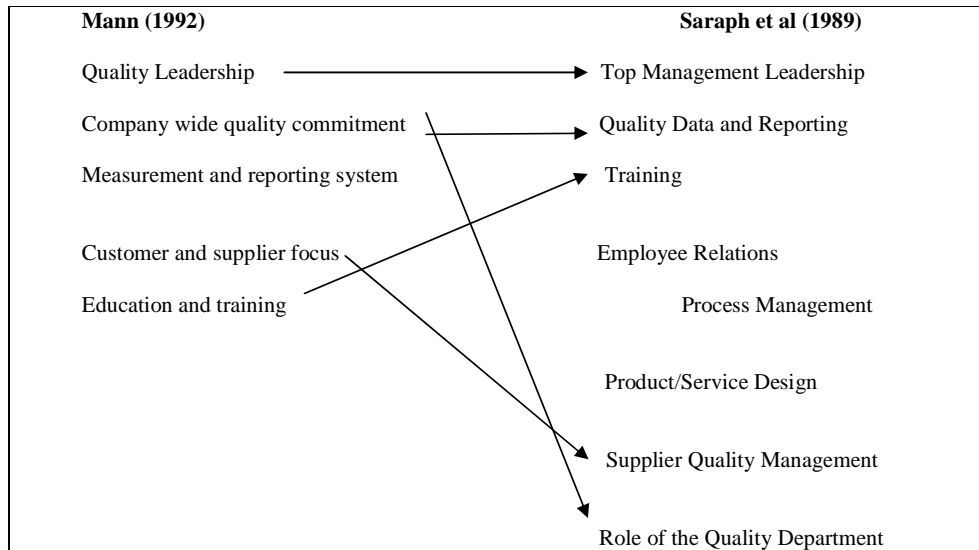 Mann (1992) Saraph et al (1989)
Quality Leadership Top Management Leadership
Company wide quality commitment Quality Data and Reporting
Measurement and reporting system Training
Customer and supplier focus Employee Relations
Education and training Process Management
Product/Service Design
Supplier Quality Management
Role of the Quality Department